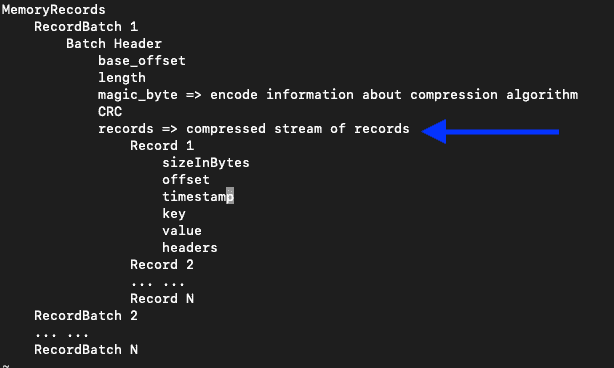 MemoryRecords
RecordBatch 1
Batch Header
base_offset
length
magic_byte => encode information about compression algorithm
CRC
records => compressed stream of records
Record 1
sizeInBytes
offset
timestamp
key
value
headers
Record 2
... ...
Record N
RecordBatch 2
... ...
RecordBatch N
~